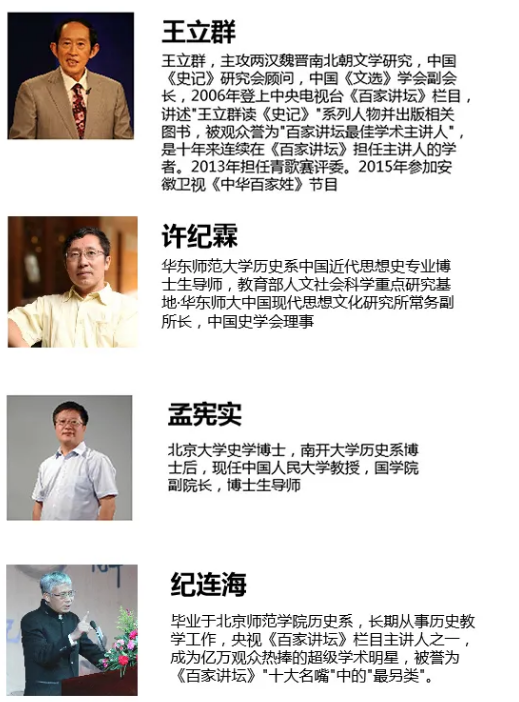 王立群
王立群，主攻两汉魏晋南北朝文学研究，中国
《史记》研究会顾问，中国《文选》学会副会
长，2006年登上中央电视台《百家讲坛》栏目，
讲述"王立群读《史记》"系列人物并出版相关
图书，被观众誉为"百家讲坛最佳学术主讲人"，
是十年来连续在《百家讲坛》担任主讲人的学
者。2013年担任青歌赛评委。2015年参加安
徽卫视《中华百家姓》节目
许纪霖
华东师范大学历史系中国近代思想史专业博
士生导师，教育部人文社会科学重点研究基
地·华东师大中国现代思想文化研究所常务副
所长，中国史学会理事
孟宪实
北京大学史学博士，南开大学历史系博
士后，现任中国人民大学教授，国学院
副院长，博士生导师
纪连海
毕业于北京师范学院历史系，长期从事历史教
学工作，央视《百家讲坛》栏目主讲人之一，
成为亿万观众热捧的超级学术明星，被誉为
《百家讲坛》"十大名嘴"中的"最另类"。